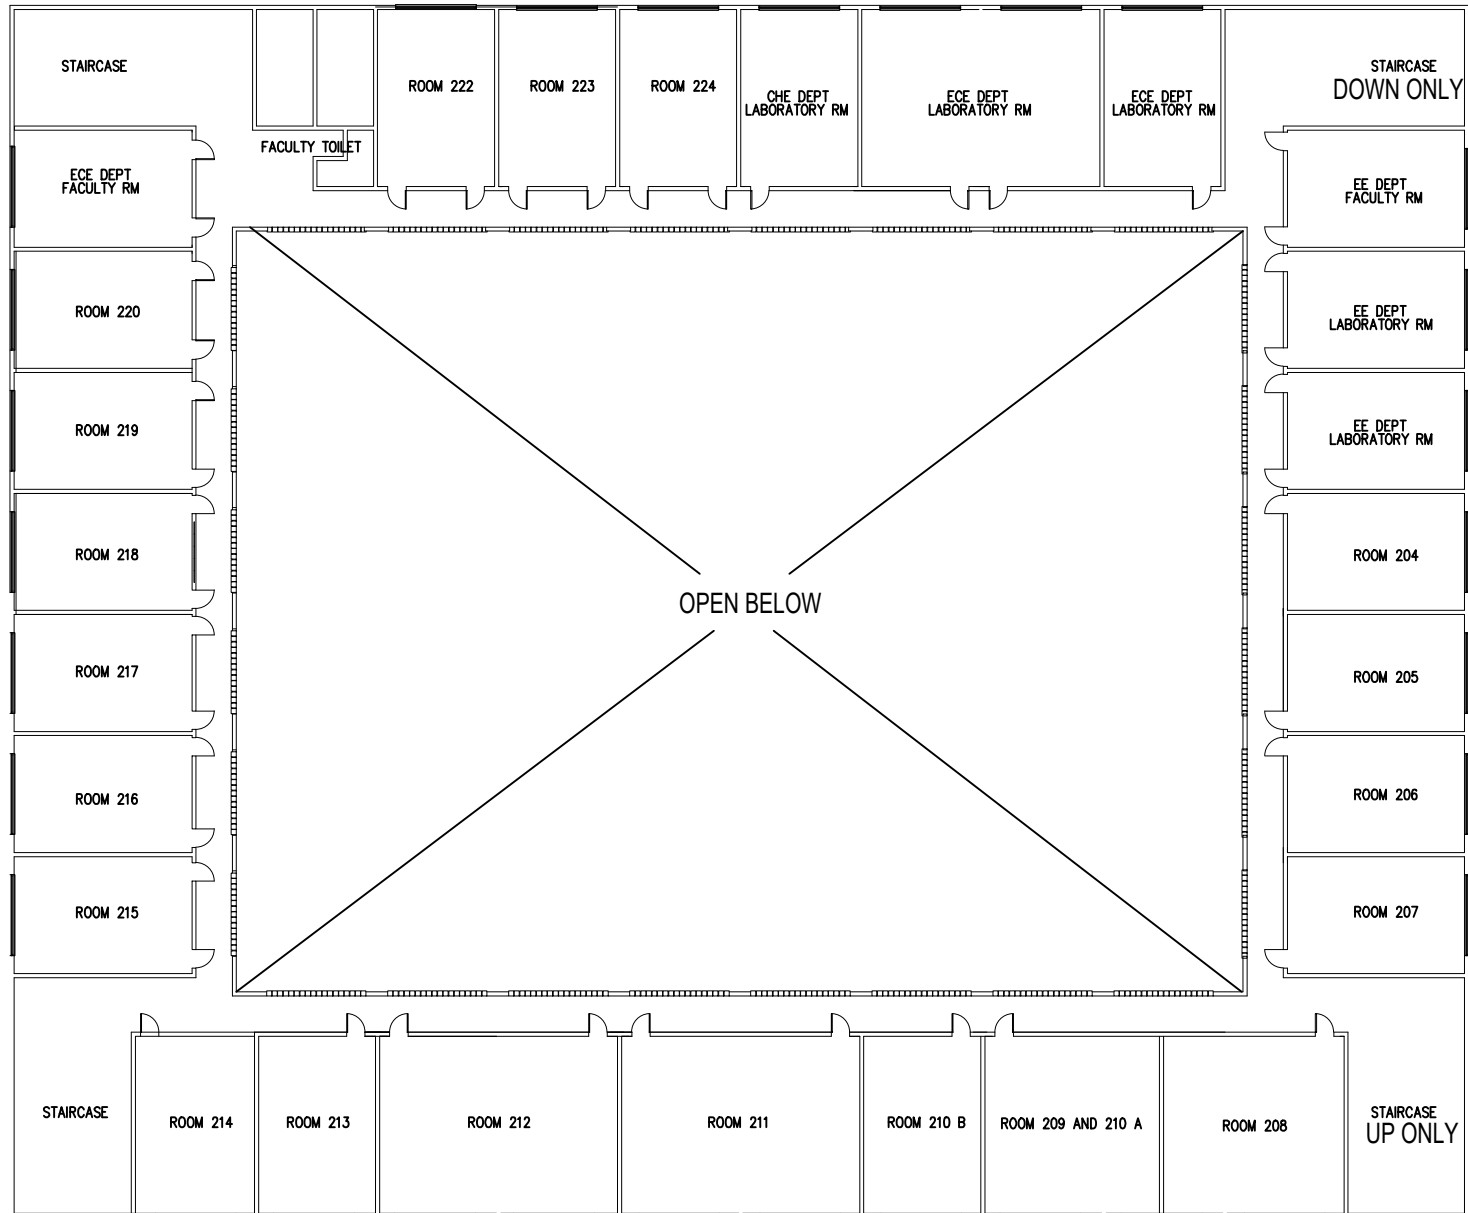 STAIRCASE
ROOM 222
ROOM 223
ROOM 224
CHE DEPT
LABORATORY RM
ECE DEPT
LABORATORY RM
ECE DEPT
LABORATORY RM
STAIRCASE
DOWN ONLY
FACULTY TOILET
ECE DEPT
FACULTY RM
EE DEPT
FACULTY RM
ROOM 220
EE DEPT
LABORATORY RM
ROOM 219
EE DEPT
LABORATORY RM
ROOM 218
ROOM 204
OPEN BELOW
ROOM 217
ROOM 205
ROOM 216
ROOM 206
ROOM 215
ROOM 207
STAIRCASE
ROOM 214
ROOM 213
ROOM 212
ROOM 211
ROOM 210 B
ROOM 209 AND 210 A
ROOM 208
STAIRCASE
UP ONLY